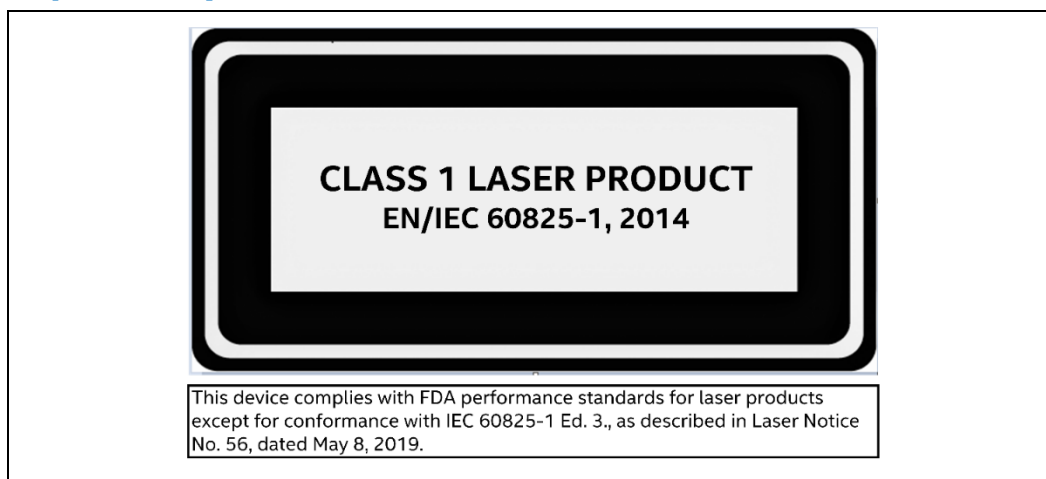 CLASS 1 LASER PRODUCT
EN/IEC 60825-1, 2014
This device complies with FDA performance standards for laser products
except for conformance with IEC 60825-1 Ed. 3., as described in Laser Notice
No. 56, dated May 8, 2019.